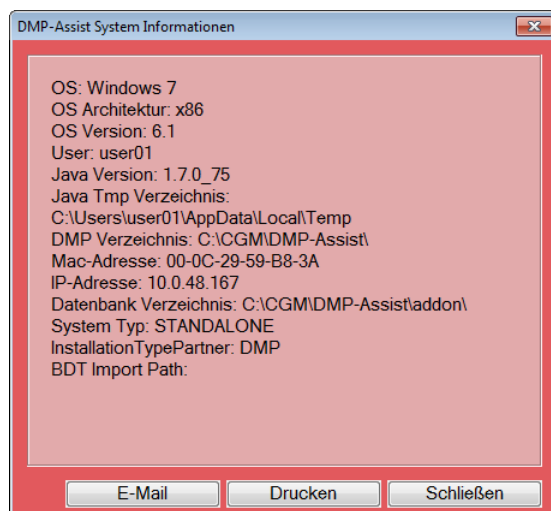 DMP-Assist System Informationen
OS: Windows 7
OS Architektur: x86
OS Version: 6.1
User: user01
Java Version: 1.7.0_75
Java Tmp Verzeichnis:
C:\Users\user01\AppData\Local\Temp
DMP Verzeichnis: C:\CGM\DMP-Assist\
Mac-Adresse: 00-0C-29-59-B8-3A
IP-Adresse: 10.0.48.167
Datenbank Verzeichnis: C:\CGM\DMP-Assist\addon\
System Typ: STANDALONE
InstallationTypePartner: DMP
BDT Import Path:
E-Mail Drucken Schließen